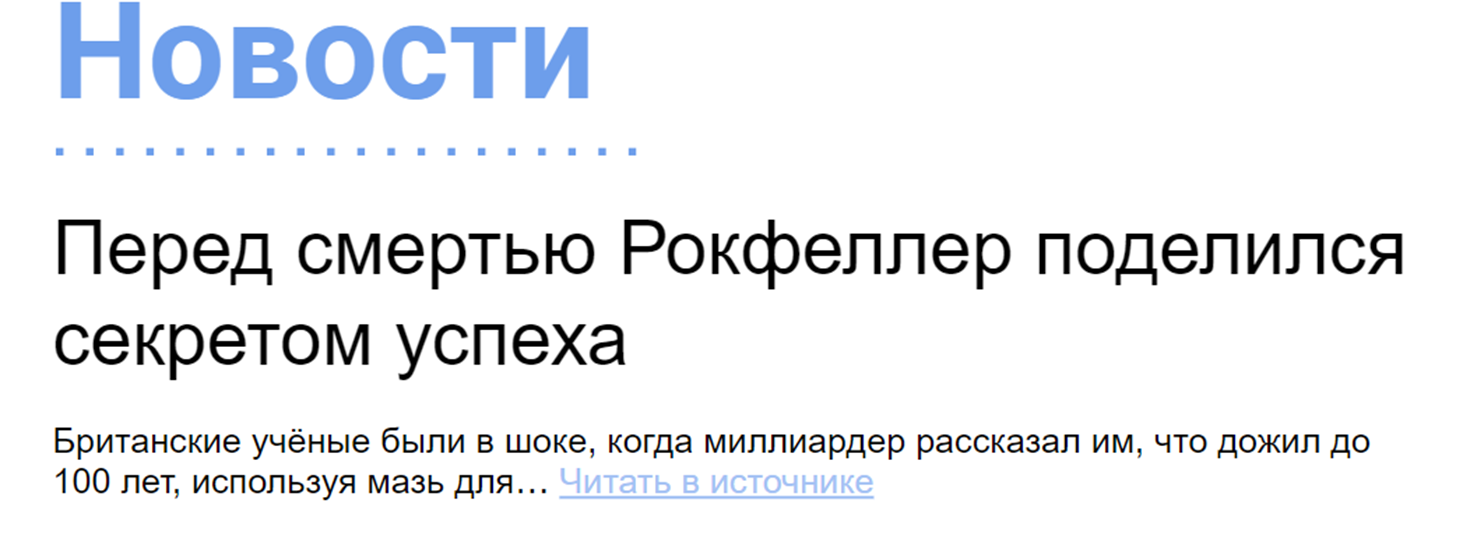 Новости
Перед смертью Рокфеллер поделился
секретом успеха
Британские учёные были в шоке, когда миллиардер рассказал им, что дожил до
100 лет, используя мазь для… Читать в источнике